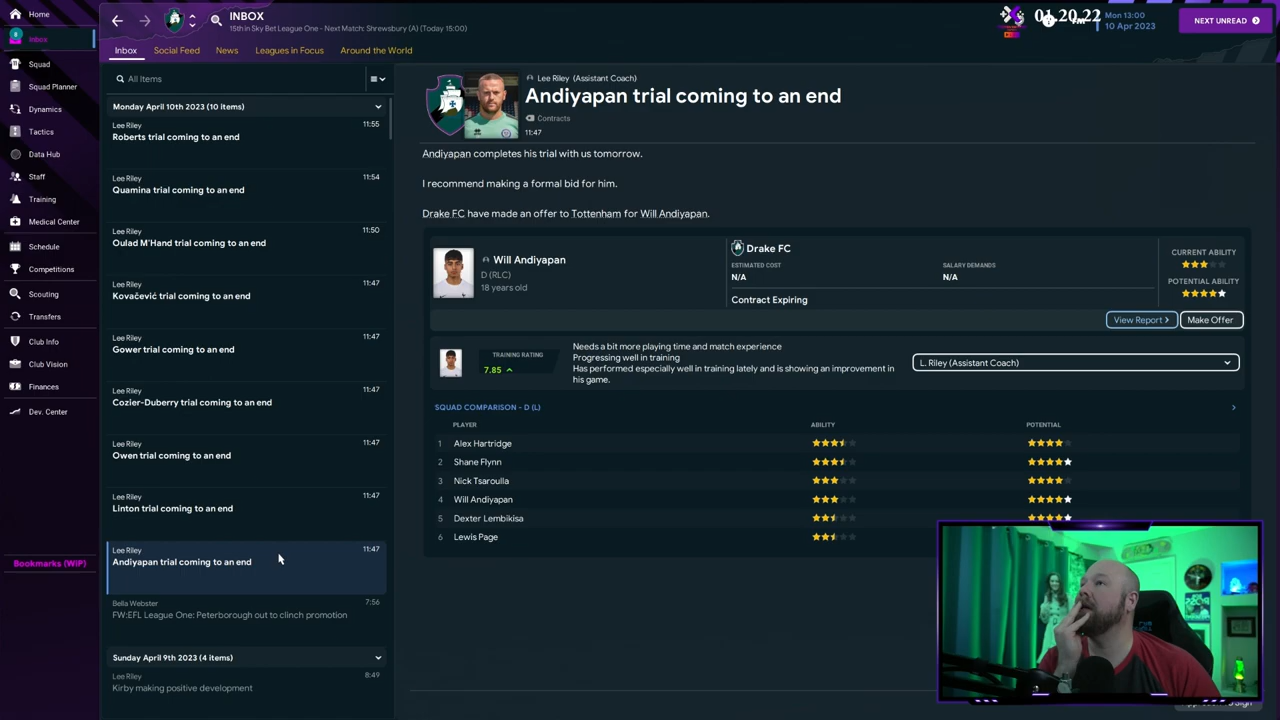 Home
Inbox
Squad
Squad Planner
Dynamics
Tactics
Data Hub
Staff
Training
Medical Center
Schedule
Competitions
Scouting
Transfers
Club Info
Club Vision
Finances
Dev. Center
Bookmarks (WiP)
INBOX
15th in Sky Bet League One - Next Match: Shrewsbury (A) (Today 15:00)
01.20.22
Mon 13:00
10 Apr 2023
NEXT UNREAD
Inbox
Social Feed
News
Leagues in Focus
Around the World
All Items
Monday April 10th 2023 (10 items)
Lee Riley 11:55
Roberts trial coming to an end
Lee Riley 11:54
Quamina trial coming to an end
Lee Riley 11:50
Oulad M'Hand trial coming to an end
Lee Riley 11:47
Kovačević trial coming to an end
Lee Riley 11:47
Gower trial coming to an end
Lee Riley 11:47
Cozier-Duberry trial coming to an end
Lee Riley 11:47
Owen trial coming to an end
Lee Riley 11:47
Linton trial coming to an end
Lee Riley 11:47
Andiyapan trial coming to an end
Bella Webster 7:56
FW:EFL League One: Peterborough out to clinch promotion
Sunday April 9th 2023 (4 items)
Lee Riley 8:49
Kirby making positive development
Lee Riley (Assistant Coach)
Andiyapan trial coming to an end
Contracts
11:47
Andiyapan completes his trial with us tomorrow.
I recommend making a formal bid for him.
Drake FC have made an offer to Tottenham for Will Andiyapan.
Will Andiyapan
D (RLC)
18 years old
Drake FC
ESTIMATED COST
N/A
SALARY DEMANDS
N/A
Contract Expiring
CURRENT ABILITY
POTENTIAL ABILITY
View Report
Make Offer
TRAINING RATING
7.85
Needs a bit more playing time and match experience
Progressing well in training
Has performed especially well in training lately and is showing an improvement in
his game.
L. Riley (Assistant Coach)
SQUAD COMPARISON - D (L)
PLAYER ABILITY POTENTIAL
1 Alex Hartridge
2 Shane Flynn
3 Nick Tsaroulla
4 Will Andiyapan
5 Dexter Lembikisa
6 Lewis Page